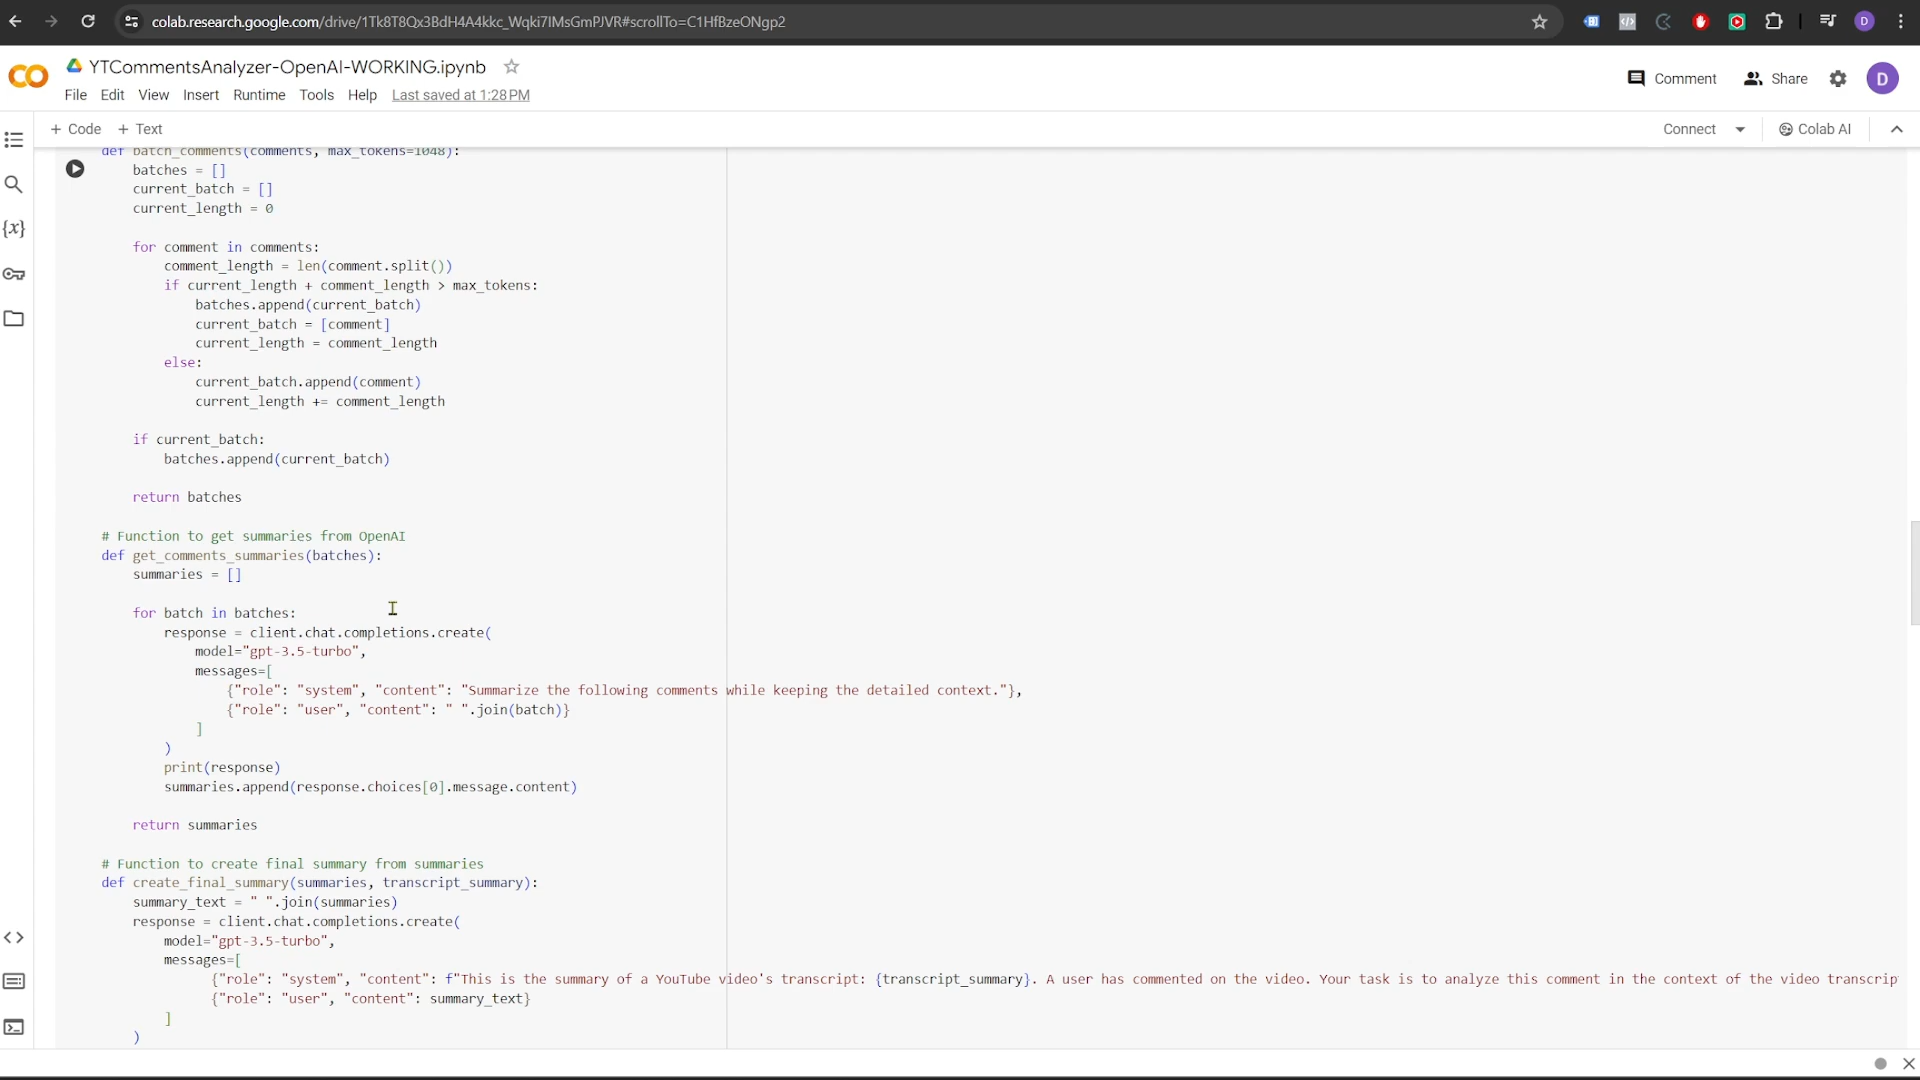 colab.research.google.com/drive/1Tk8T8Qx3BdH4A4kkc_Wqki7IMsGmPJVR#scrollTo=C1HfBzeONgp2
D
YTCommentsAnalyzer-OpenAI-WORKING.ipynb
File Edit View Insert Runtime Tools Help Last saved at 1:28 PM
Comment Share D
+ Code + Text
Connect Colab AI
def batch_comments(comments, max_tokens=1048):
batches = []
current_batch = []
current_length = 0
for comment in comments:
comment_length = len(comment.split())
if current_length + comment_length > max_tokens:
batches.append(current_batch)
current_batch = [comment]
current_length = comment_length
else:
current_batch.append(comment)
current_length += comment_length
if current_batch:
batches.append(current_batch)
return batches
# Function to get summaries from OpenAI
def get_comments_summaries(batches):
summaries = []
for batch in batches:
response = client.chat.completions.create(
model="gpt-3.5-turbo",
messages=[
{"role": "system", "content": "Summarize the following comments while keeping the detailed context."},
{"role": "user", "content": " ".join(batch)}
]
)
print(response)
summaries.append(response.choices[0].message.content)
return summaries
# Function to create final summary from summaries
def create_final_summary(summaries, transcript_summary):
summary_text = " ".join(summaries)
response = client.chat.completions.create(
model="gpt-3.5-turbo",
messages=[
{"role": "system", "content": f"This is the summary of a YouTube video's transcript: {transcript_summary}. A user has commented on the video. Your task is to analyze this comment in the context of the video transcrip
{"role": "user", "content": summary_text}
]
)